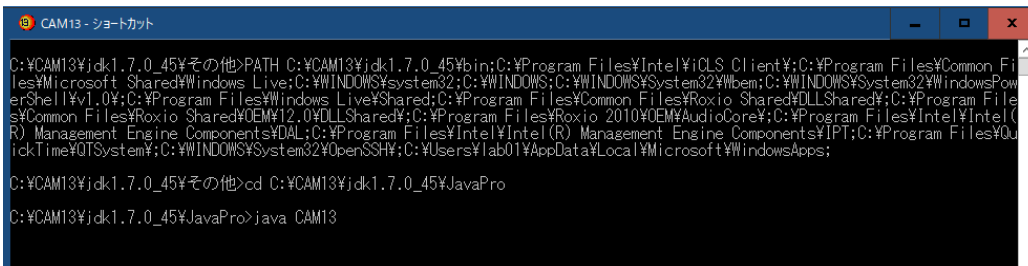 CAM13 - ショートカット
C:¥CAM13¥jdk1.7.0_45¥その他>PATH C:¥CAM13¥jdk1.7.0_45¥bin;C:¥Program Files¥Intel¥iCLS Client¥;C:¥Program Files¥Common Fi
les¥Microsoft Shared¥Windows Live;C:¥WINDOWS¥system32;C:¥WINDOWS;C:¥WINDOWS¥System32¥Wbem;C:¥WINDOWS¥System32¥WindowsPow
erShell¥v1.0¥;C:¥Program Files¥Windows Live¥Shared;C:¥Program Files¥Common Files¥Roxio Shared¥DLLShared¥;C:¥Program File
s¥Common Files¥Roxio Shared¥OEM¥12.0¥DLLShared¥;C:¥Program Files¥Roxio 2010¥OEM¥AudioCore¥;C:¥Program Files¥Intel¥Intel(
R) Management Engine Components¥DAL;C:¥Program Files¥Intel¥Intel(R) Management Engine Components¥IPT;C:¥Program Files¥Qu
ickTime¥QTSystem¥;C:¥WINDOWS¥System32¥OpenSSH¥;C:¥Users¥lab01¥AppData¥Local¥Microsoft¥WindowsApps;
C:¥CAM13¥jdk1.7.0_45¥その他>cd C:¥CAM13¥jdk1.7.0_45¥JavaPro
C:¥CAM13¥jdk1.7.0_45¥JavaPro>java CAM13